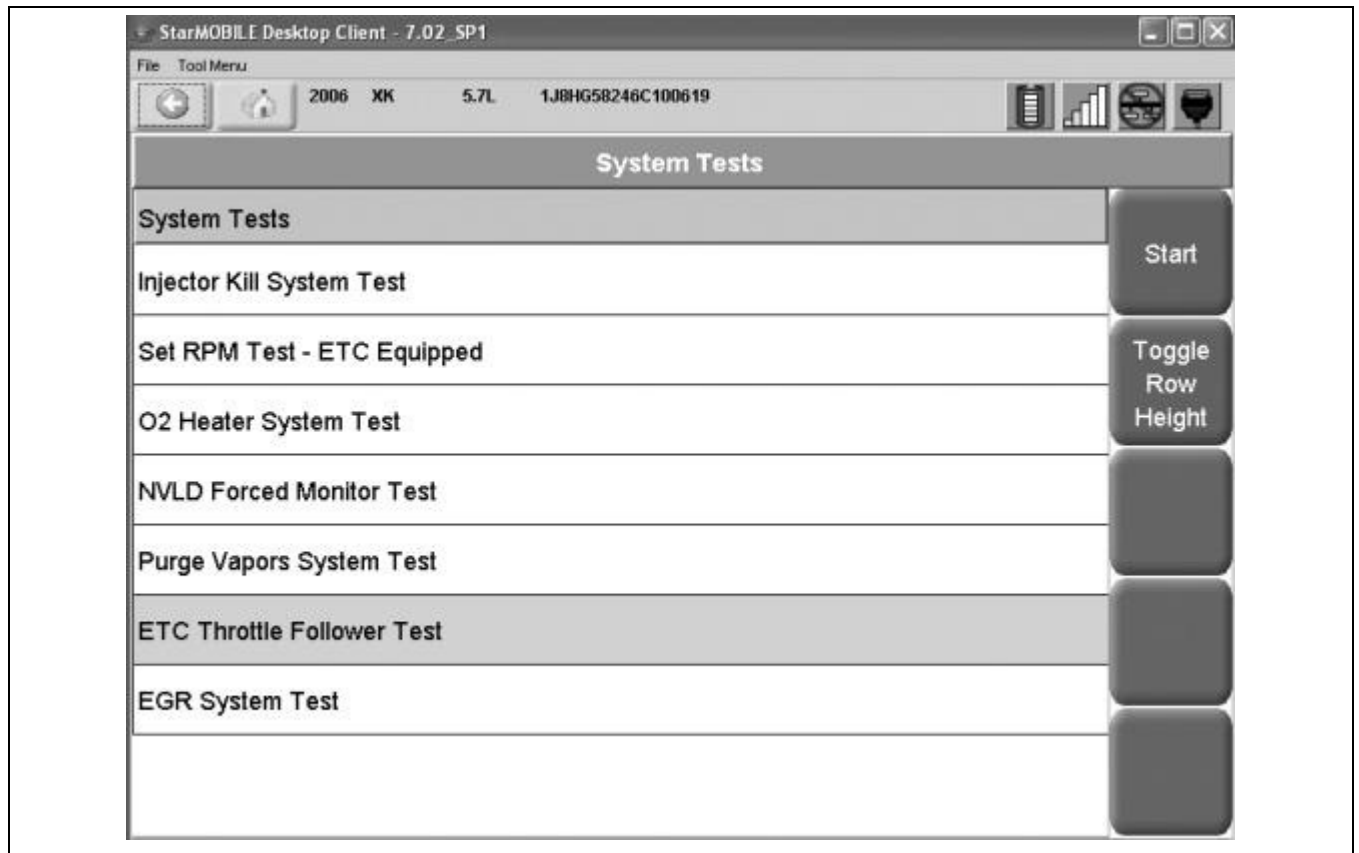 StarMOBILE Desktop Client - 7.02_SP1
File Tool Menu
2006 XK 5.7L 1J8HG58246C100619
System Tests
System Tests
Start
Injector Kill System Test
Set RPM Test - ETC Equipped
Toggle
Row
Height
O2 Heater System Test
NVLD Forced Monitor Test
Purge Vapors System Test
ETC Throttle Follower Test
EGR System Test